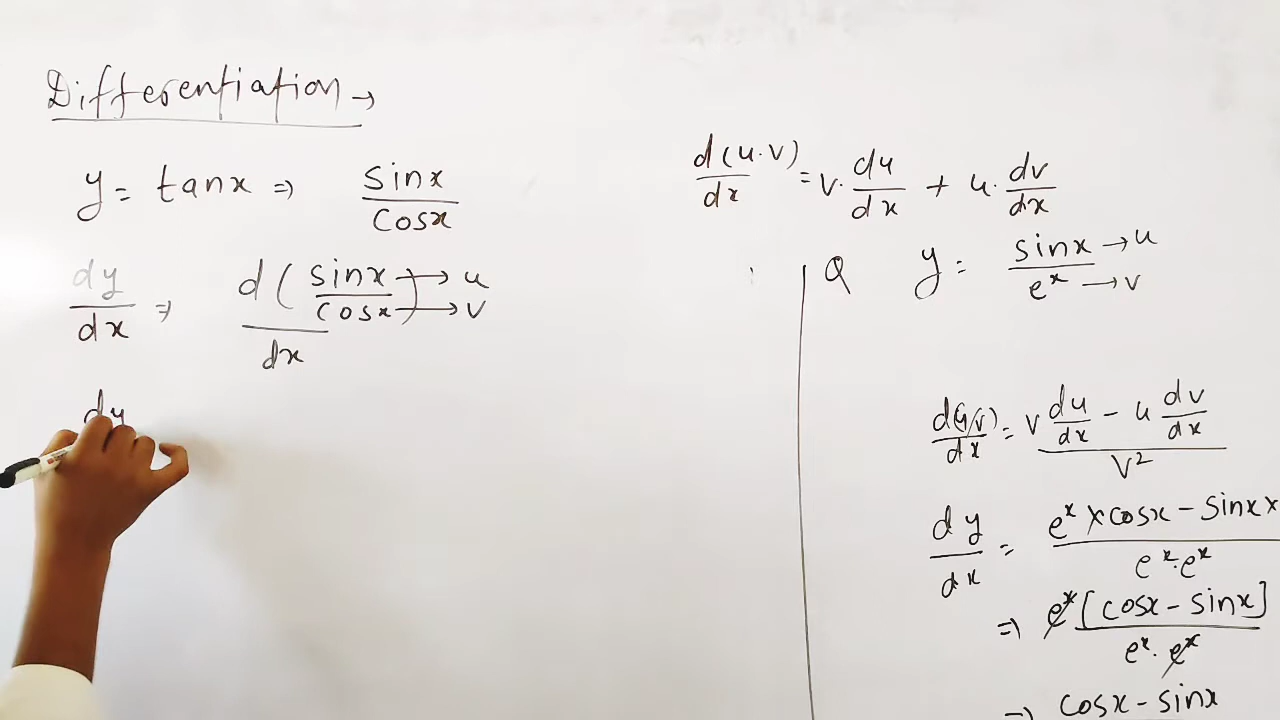 Differentiation →
y = tanx ⇒ sinx/cosx
dy/dx ⇒ d(sinx/cosx)/dx → u → v
dy
d(u.v)/dx = v.du/dx + u.dv/dx
Q y = sinx/e^x → u → v
d(u/v)/dx = (v du/dx - u dv/dx)/v²
dy/dx = (e^x × cosx - sinx ×)/(e^x.e^x)
⇒ e^x[cosx - sinx]/(e^x.e^x)
⇒ cosx - sinx